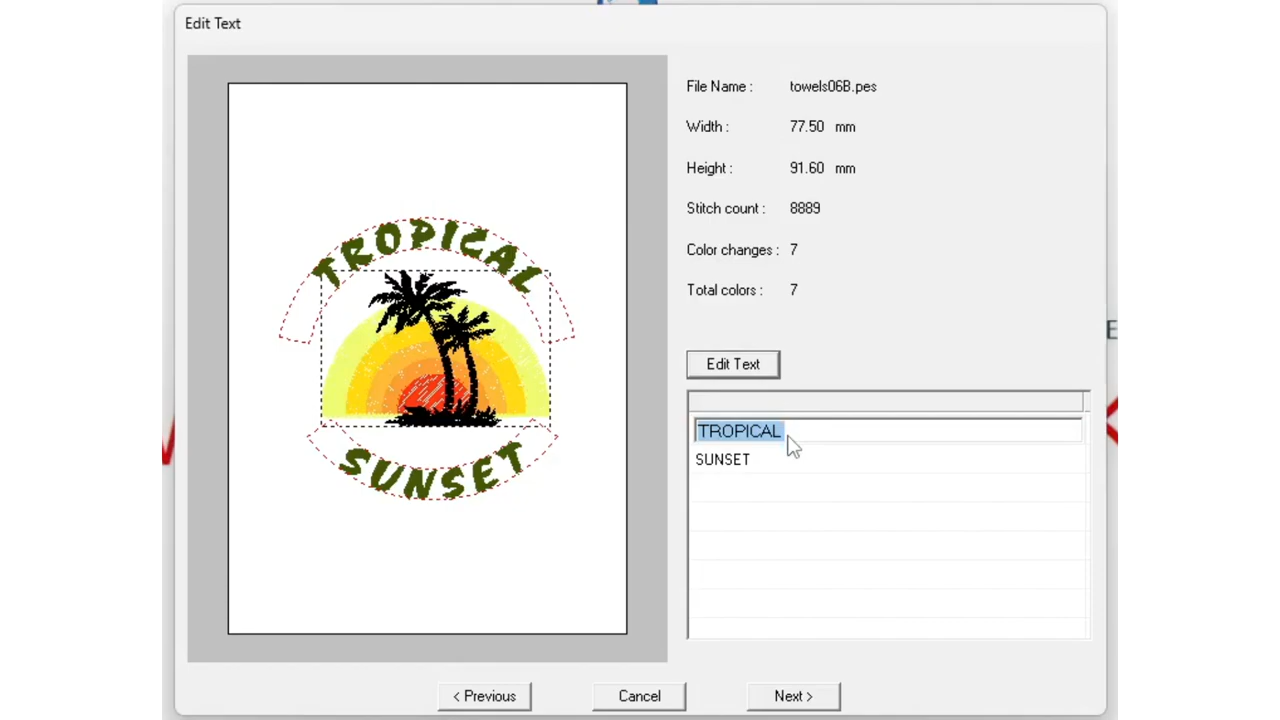 Edit Text
File Name : towels06B.pes
Width : 77.50 mm
Height : 91.60 mm
Stitch count : 8889
Color changes : 7
Total colors : 7
Edit Text
TROPICAL
SUNSET
TROPICAL
SUNSET
< Previous
Cancel
Next >